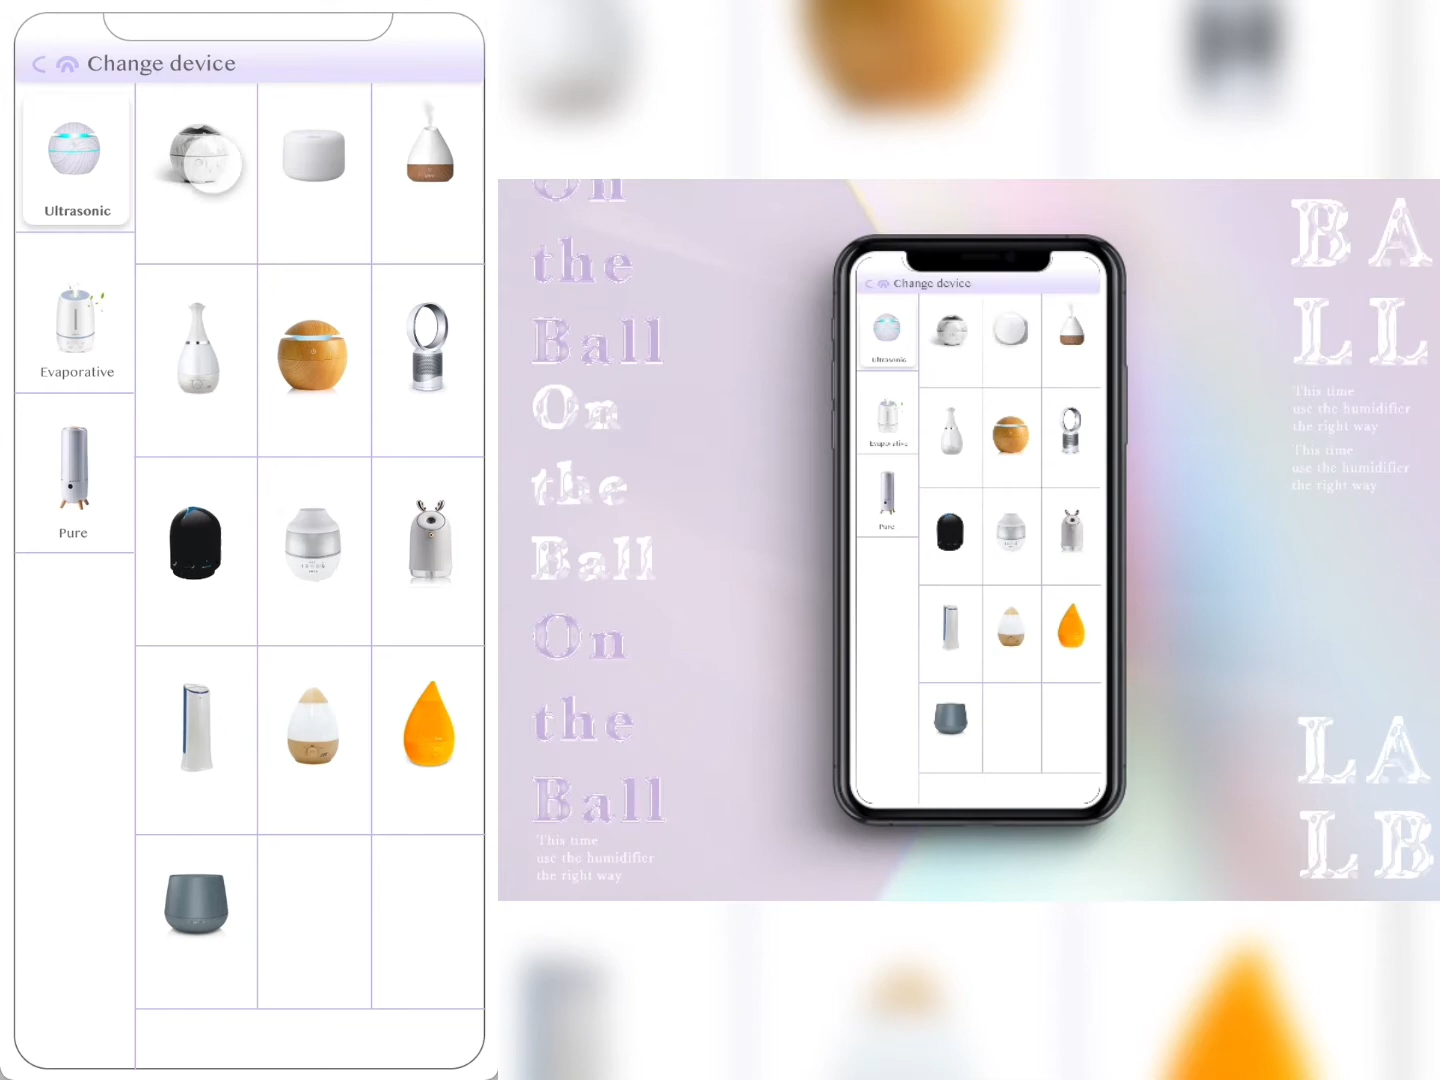 Change device
Ultrasonic
Evaporative
Pure
On
the
Ball
On
the
Ball
On
the
Ball
This time
use the humidifier
the right way
Change device
Ultrasonic
Evaporative
Pure
BA
LL
This time
use the humidifier
the right way
This time
use the humidifier
the right way
LA
LB